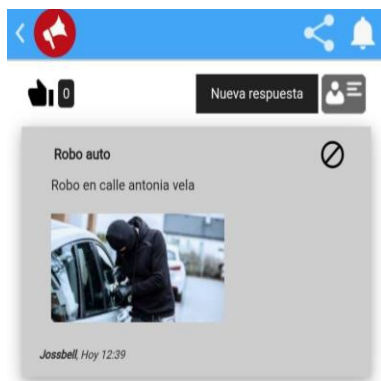 0
Nueva respuesta
Robo auto
Robo en calle antonia vela
Jossbell, Hoy 12:39